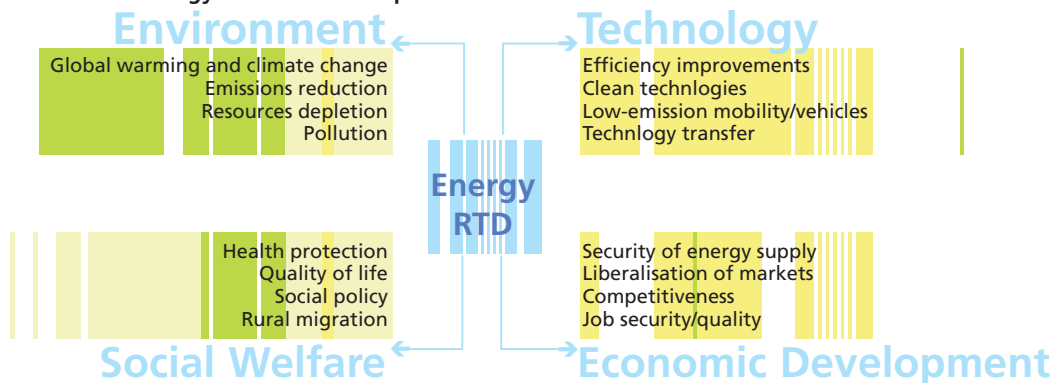 Environment
Global warming and climate change
Emissions reduction
Resources depletion
Pollution
Technology
Efficiency improvements
Clean technlogies
Low-emission mobility/vehicles
Technlogy transfer
Energy
RTD
Health protection
Quality of life
Social policy
Rural migration
Social Welfare
Security of energy supply
Liberalisation of markets
Competitiveness
Job security/quality
Economic Development